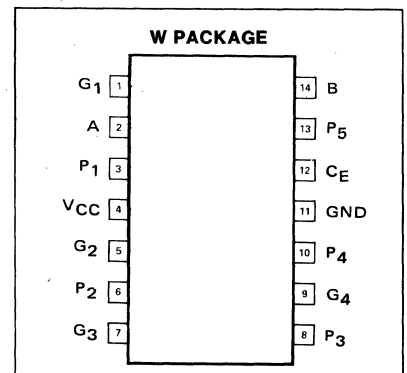 W PACKAGE
G1 1 14 B
A 2 13 P5
P1 3 12 CE
VCC 4 11 GND
G2 5 10 P4
P2 6 9 G4
G3 7 8 P3